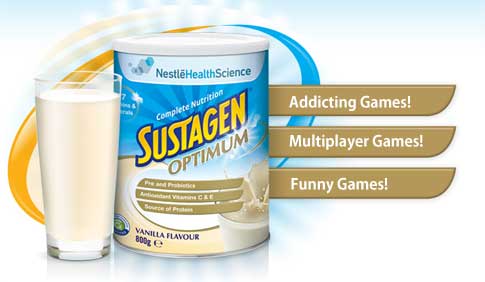 NestléHealthScience
Complete Nutrition
SUSTAGEN
OPTIMUM
Pre and Probiotics
Antioxidant Vitamins C & E
Source of Protein
VANILLA FLAVOUR
800g e
Addicting Games!
Multiplayer Games!
Funny Games!